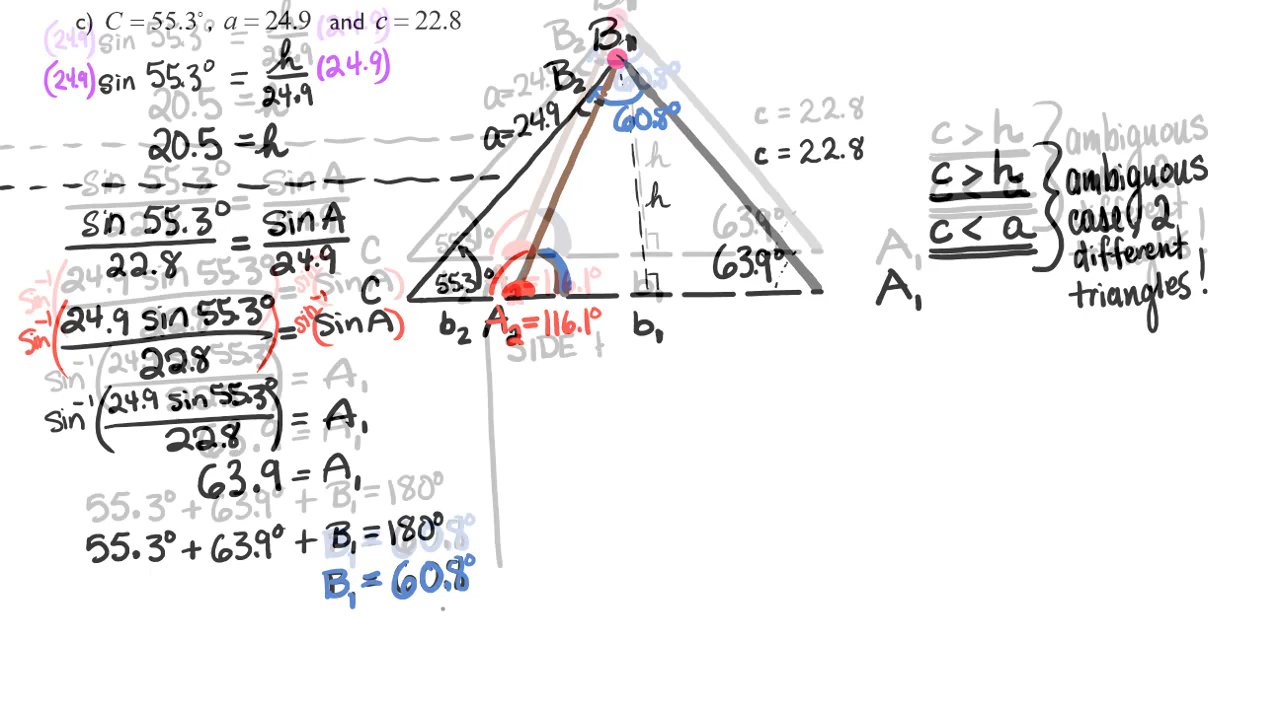 c) C = 55.3°, a = 24.9 and c = 22.8
(24.9) sin 55.3° = h/24.9 (24.9)
20.5 = h
sin 55.3°/22.8 = sin A/24.9
sin⁻¹(24.9 sin 55.3°/22.8) = sin⁻¹(sin A)
sin⁻¹(24.9 sin 55.3°/22.8) = A₁
63.9 = A₁
55.3° + 63.9° + B₁ = 180°
B₁ = 60.8°
B₁
B₂
60.8°
a = 24.9
c = 22.8
h
55.3°
63.9°
C
b₂
A₂ = 116.1°
b₁
A₁
SIDE
c > h
c < a
ambiguous
case, 2
different
triangles!